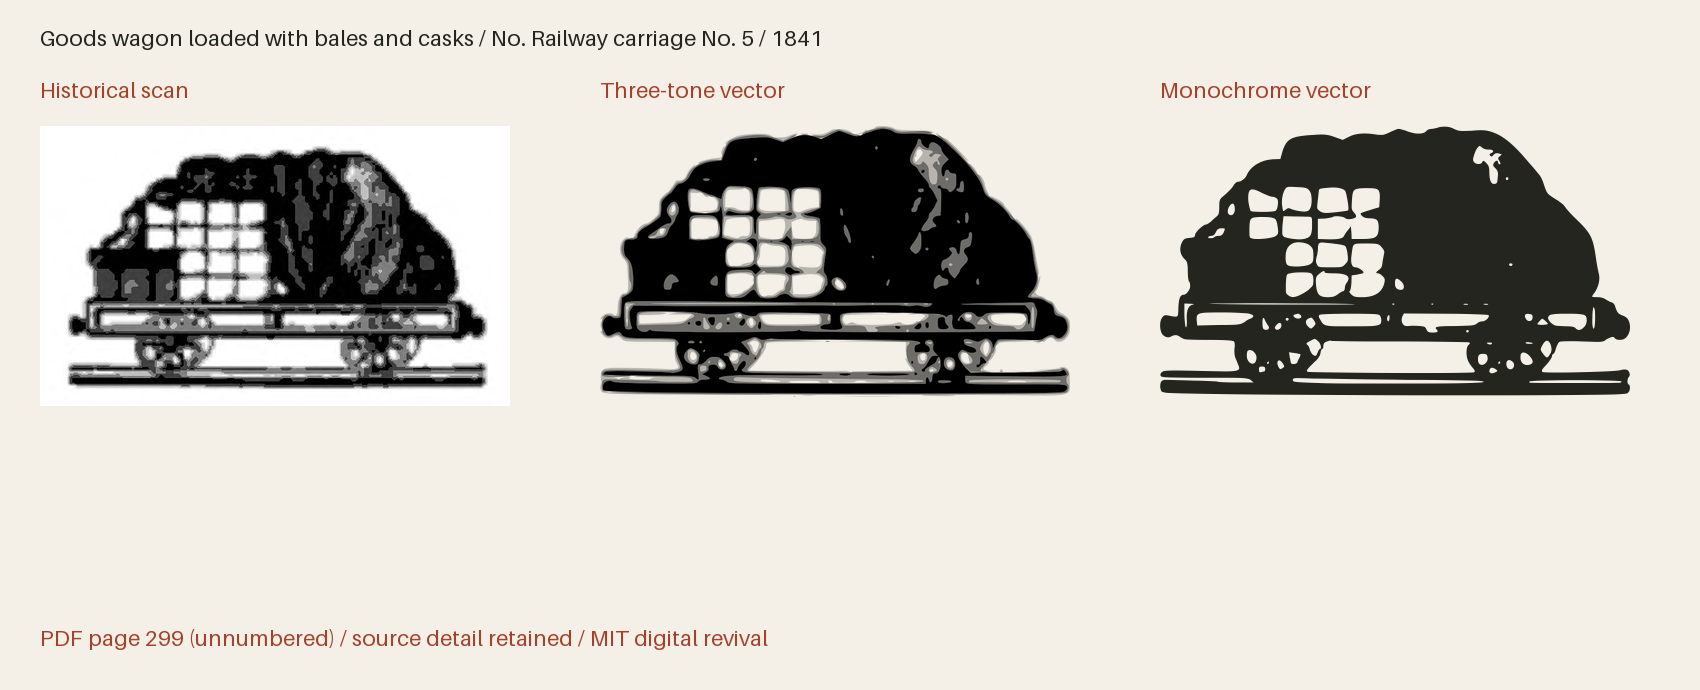 Goods wagon loaded with bales and casks / No. Railway carriage No. 5 / 1841
Historical scan
Three-tone vector
Monochrome vector
PDF page 299 (unnumbered) / source detail retained / MIT digital revival